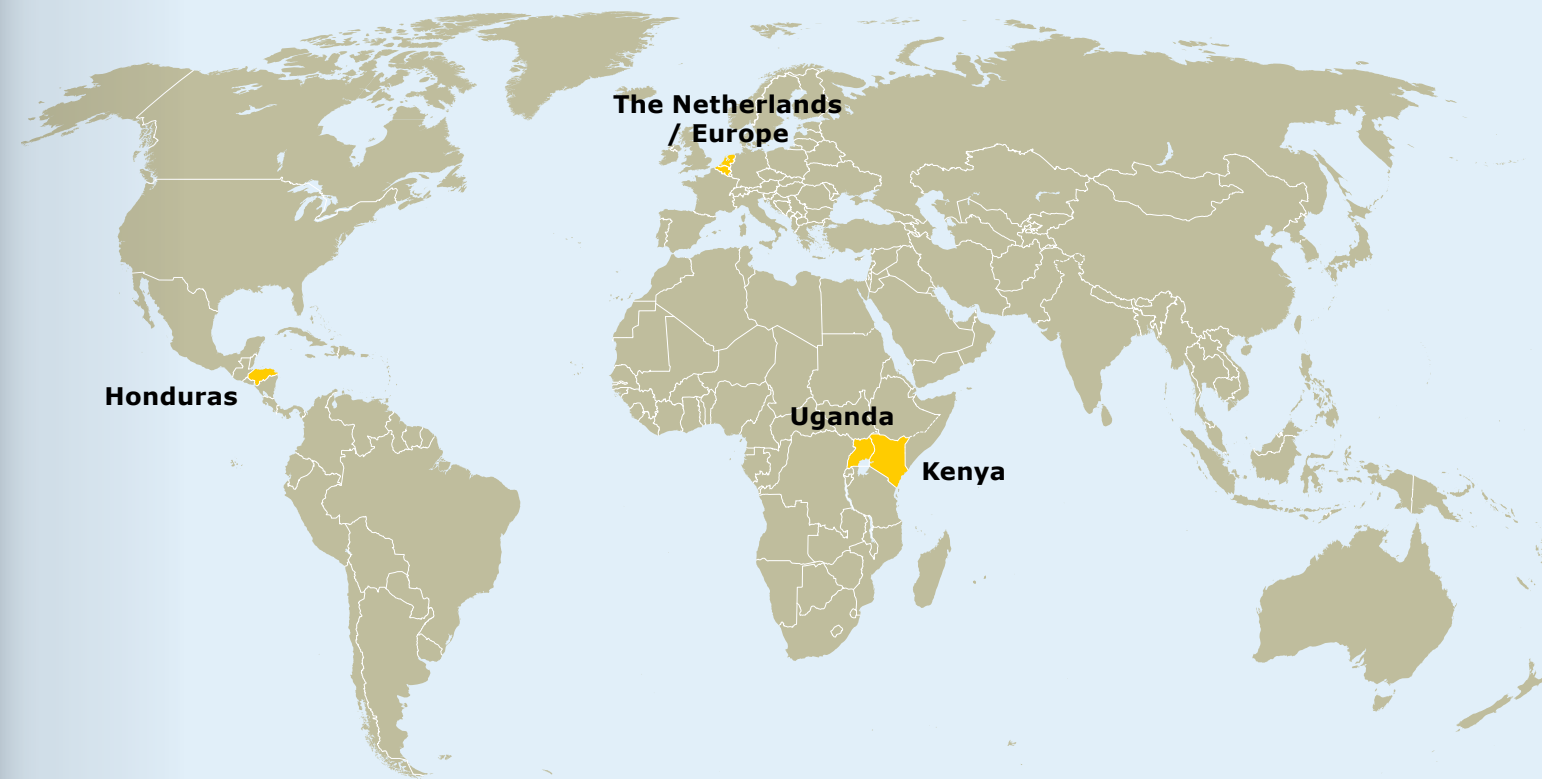 The Netherlands
/ Europe
Honduras
Uganda
Kenya